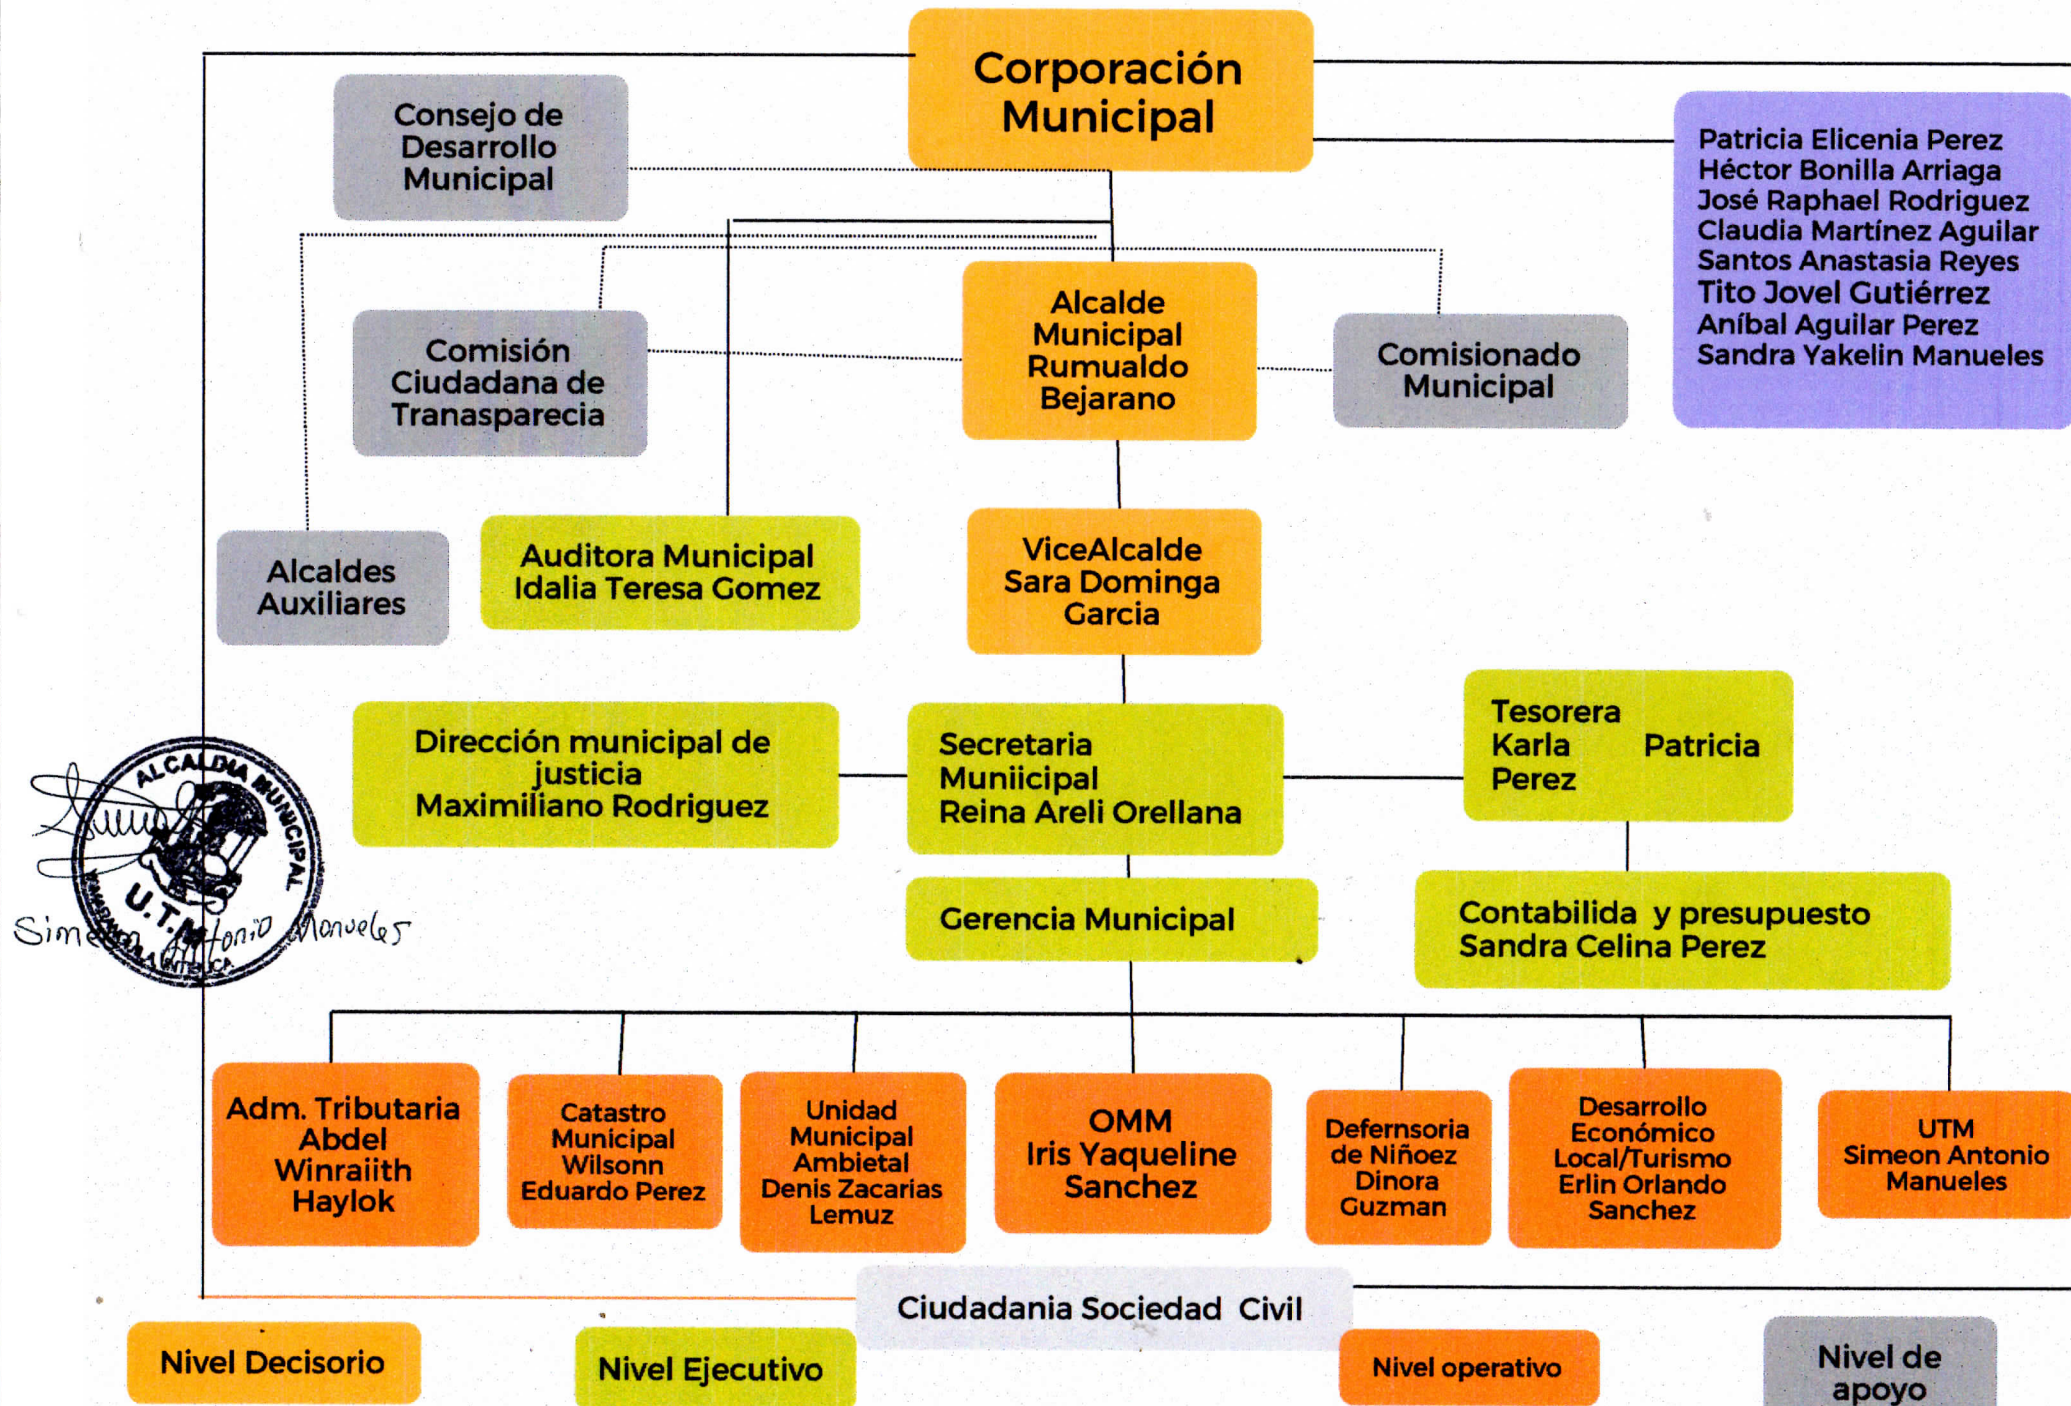 Corporación
Municipal
Consejo de
Desarrollo
Municipal
Patricia Elicenia Perez
Héctor Bonilla Arriaga
José Raphael Rodriguez
Claudia Martínez Aguilar
Santos Anastasia Reyes
Tito Jovel Gutiérrez
Aníbal Aguilar Perez
Sandra Yakelin Manueles
Alcalde
Municipal
Rumualdo
Bejarano
Comisión
Ciudadana de
Tranasparecia
Comisionado
Municipal
Alcaldes
Auxiliares
Auditora Municipal
Idalia Teresa Gomez
ViceAlcalde
Sara Dominga
Garcia
Dirección municipal de
justicia
Maximiliano Rodriguez
Secretaria
Muniicipal
Reina Areli Orellana
Tesorera
Karla Patricia
Perez
ALCALDIA MUNICIPAL
U.T.M
Simeon Antonio Manueles
Gerencia Municipal
Contabilida y presupuesto
Sandra Celina Perez
Adm. Tributaria
Abdel
Winraiith
Haylok
Catastro
Municipal
Wilsonn
Eduardo Perez
Unidad
Municipal
Ambietal
Denis Zacarias
Lemuz
OMM
Iris Yaqueline
Sanchez
Defernsoria
de Niñoez
Dinora
Guzman
Desarrollo
Económico
Local/Turismo
Erlin Orlando
Sanchez
UTM
Simeon Antonio
Manueles
Ciudadania Sociedad Civil
Nivel Decisorio
Nivel Ejecutivo
Nivel operativo
Nivel de
apoyo